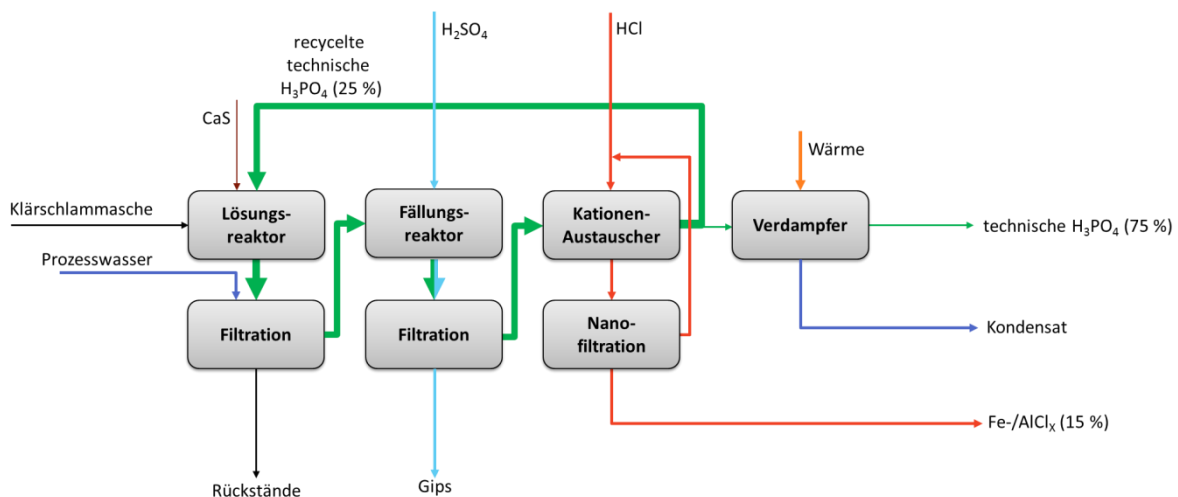 H₂SO₄
HCl
recycelte
technische
H₃PO₄ (25 %)
CaS
Wärme
Klärschlammasche
Lösungs-
reaktor
Fällungs-
reaktor
Kationen-
Austauscher
Verdampfer
technische H₃PO₄ (75 %)
Prozesswasser
Filtration
Filtration
Nano-
filtration
Kondensat
Fe-/AlClₓ (15 %)
Rückstände
Gips